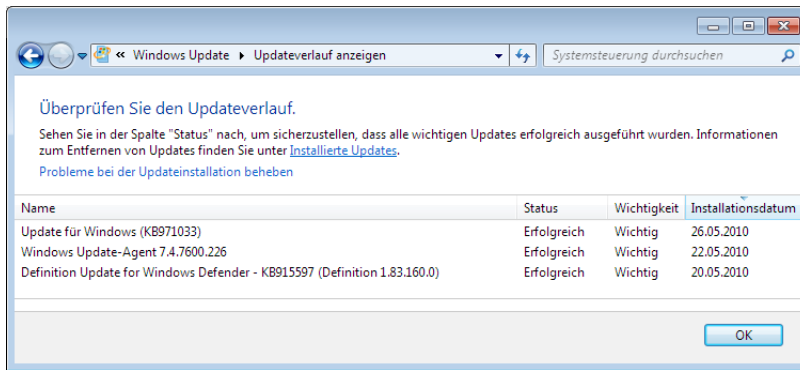 « Windows Update ▸ Updateverlauf anzeigen
Systemsteuerung durchsuchen
Überprüfen Sie den Updateverlauf.
Sehen Sie in der Spalte "Status" nach, um sicherzustellen, dass alle wichtigen Updates erfolgreich ausgeführt wurden. Informationen
zum Entfernen von Updates finden Sie unter Installierte Updates.
Probleme bei der Updateinstallation beheben
Name Status Wichtigkeit Installationsdatum
Update für Windows (KB971033) Erfolgreich Wichtig 26.05.2010
Windows Update-Agent 7.4.7600.226 Erfolgreich Wichtig 22.05.2010
Definition Update for Windows Defender - KB915597 (Definition 1.83.160.0) Erfolgreich Wichtig 20.05.2010
OK